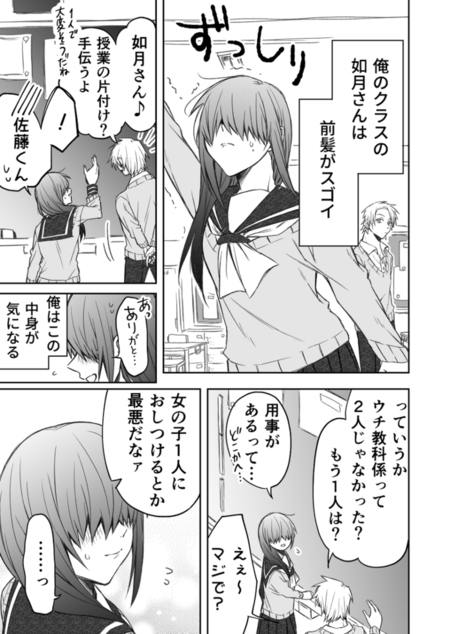 俺のクラスの
如月さんは
前髪がスゴイ
ずっしり
如月さん♪
授業の片付け?
手伝うよ
1人で
大変そうだね
!
佐藤くん
あっ
ありがと…
俺はこの
中身が
気になる
っていうか
ウチ教科係って
2人じゃなかった?
もう1人は?
用事が
あるって…
どこかへ…
えぇ〜
マジで?
女の子1人に
おしつけるとか
最悪だなァ
……っ